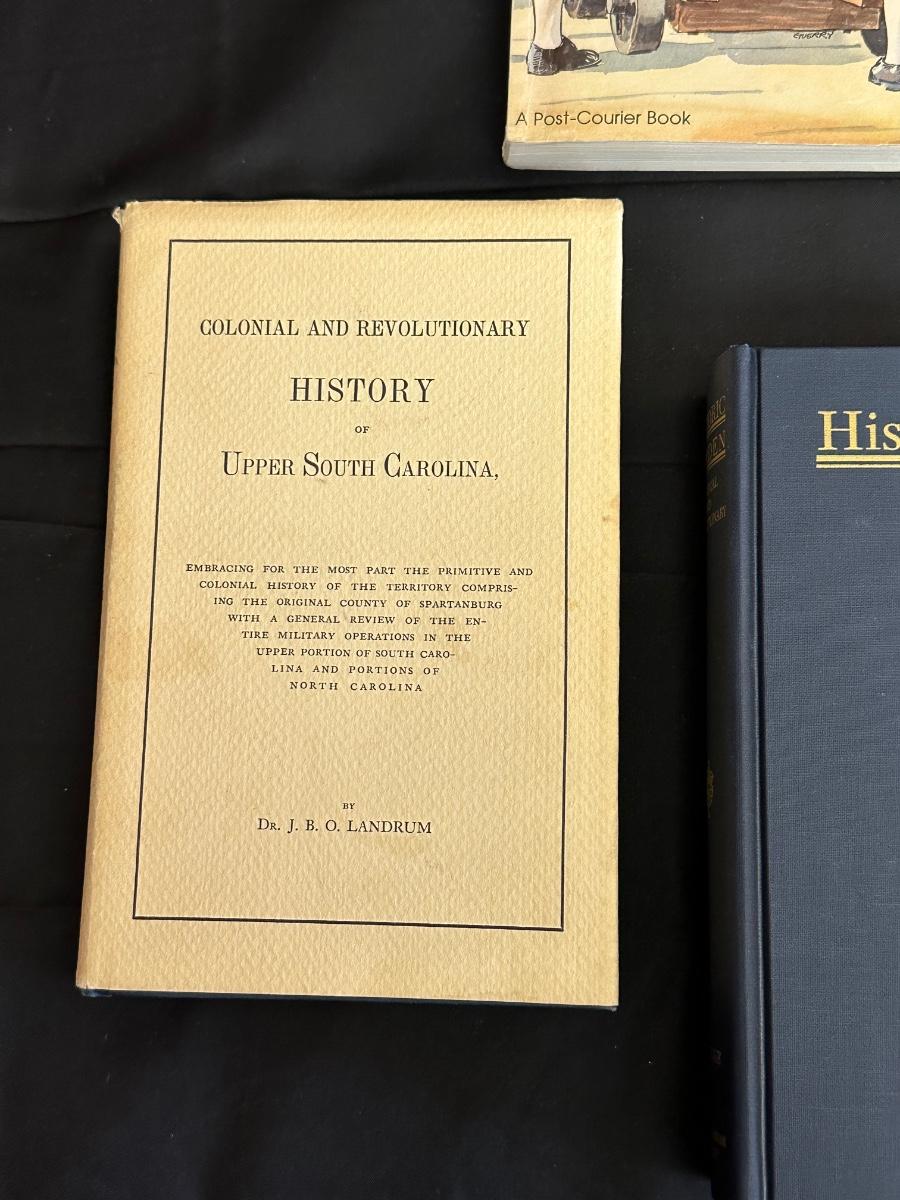 GUERRY
A Post-Courier Book
COLONIAL AND REVOLUTIONARY
HISTORY
OF
UPPER SOUTH CAROLINA,
EMBRACING FOR THE MOST PART THE PRIMITIVE AND
COLONIAL HISTORY OF THE TERRITORY COMPRIS-
ING THE ORIGINAL COUNTY OF SPARTANBURG
WITH A GENERAL REVIEW OF THE EN-
TIRE MILITARY OPERATIONS IN THE
UPPER PORTION OF SOUTH CARO-
LINA AND PORTIONS OF
NORTH CAROLINA
BY
DR. J. B. O. LANDRUM
His